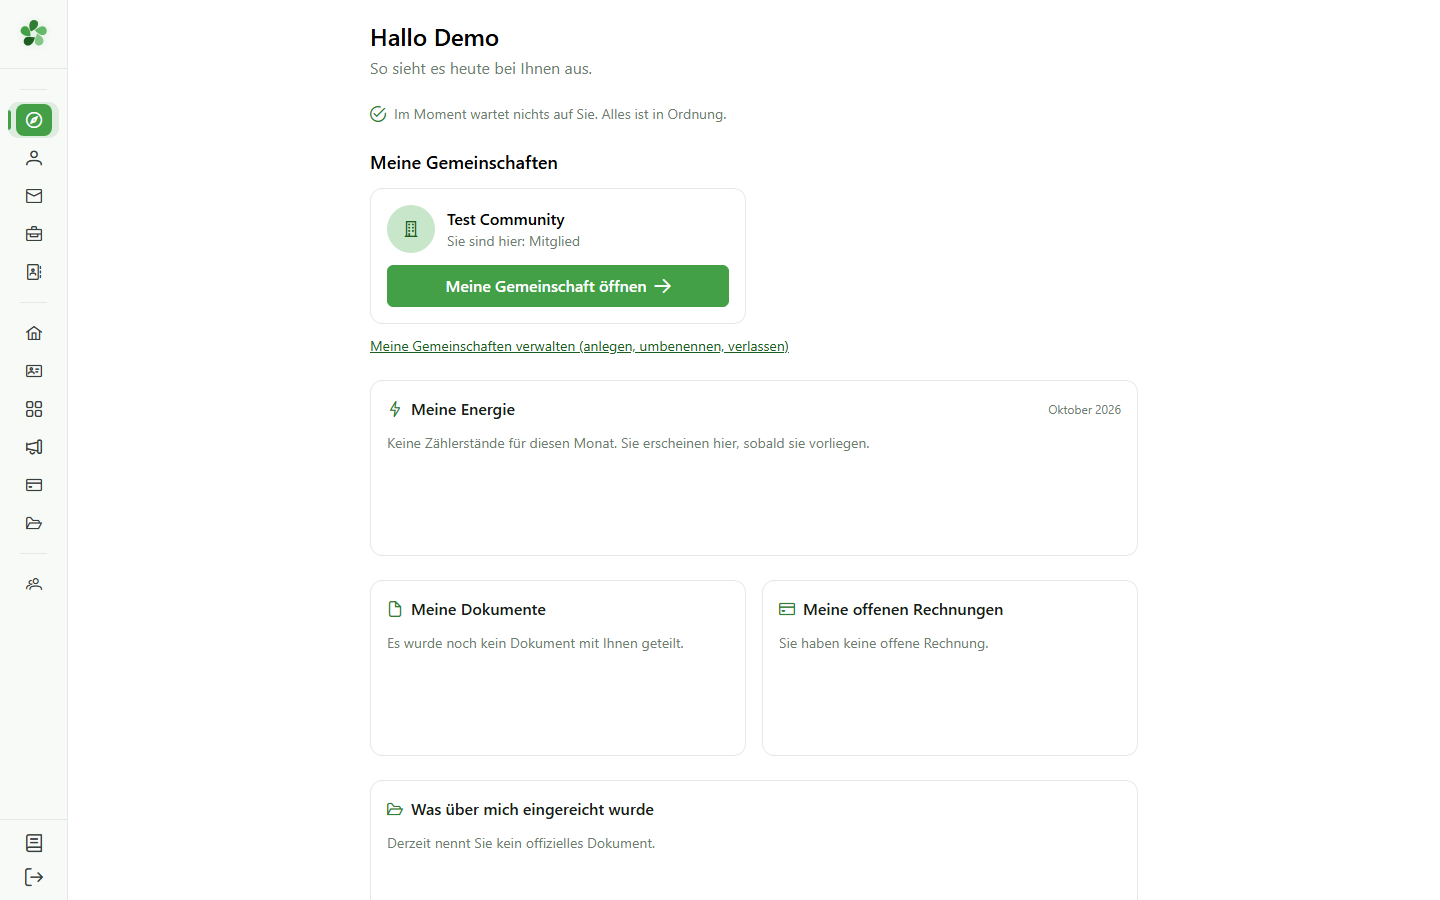 Hallo Demo
So sieht es heute bei Ihnen aus.
Im Moment wartet nichts auf Sie. Alles ist in Ordnung.
Meine Gemeinschaften
Test Community
Sie sind hier: Mitglied
Meine Gemeinschaft öffnen
Meine Gemeinschaften verwalten (anlegen, umbenennen, verlassen)
Meine Energie
Oktober 2026
Keine Zählerstände für diesen Monat. Sie erscheinen hier, sobald sie vorliegen.
Meine Dokumente
Es wurde noch kein Dokument mit Ihnen geteilt.
Meine offenen Rechnungen
Sie haben keine offene Rechnung.
Was über mich eingereicht wurde
Derzeit nennt Sie kein offizielles Dokument.